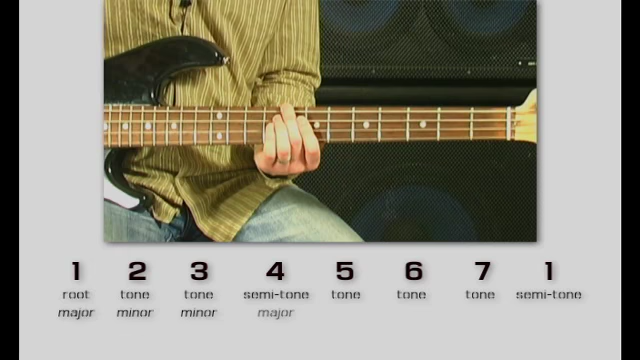 1 2 3 4 5 6 7 1
root tone tone semi-tone tone tone tone semi-tone
major minor minor major